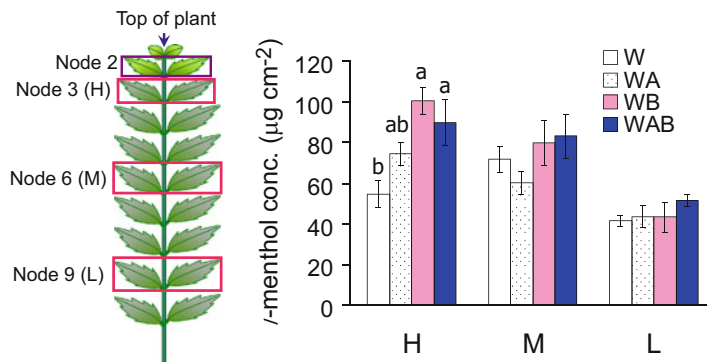 Top of plant
Node 2
Node 3 (H)
Node 6 (M)
Node 9 (L)
l-menthol conc. (µg cm-2)
120
100
80
60
40
20
0
b
ab
a
a
W
WA
WB
WAB
H
M
L